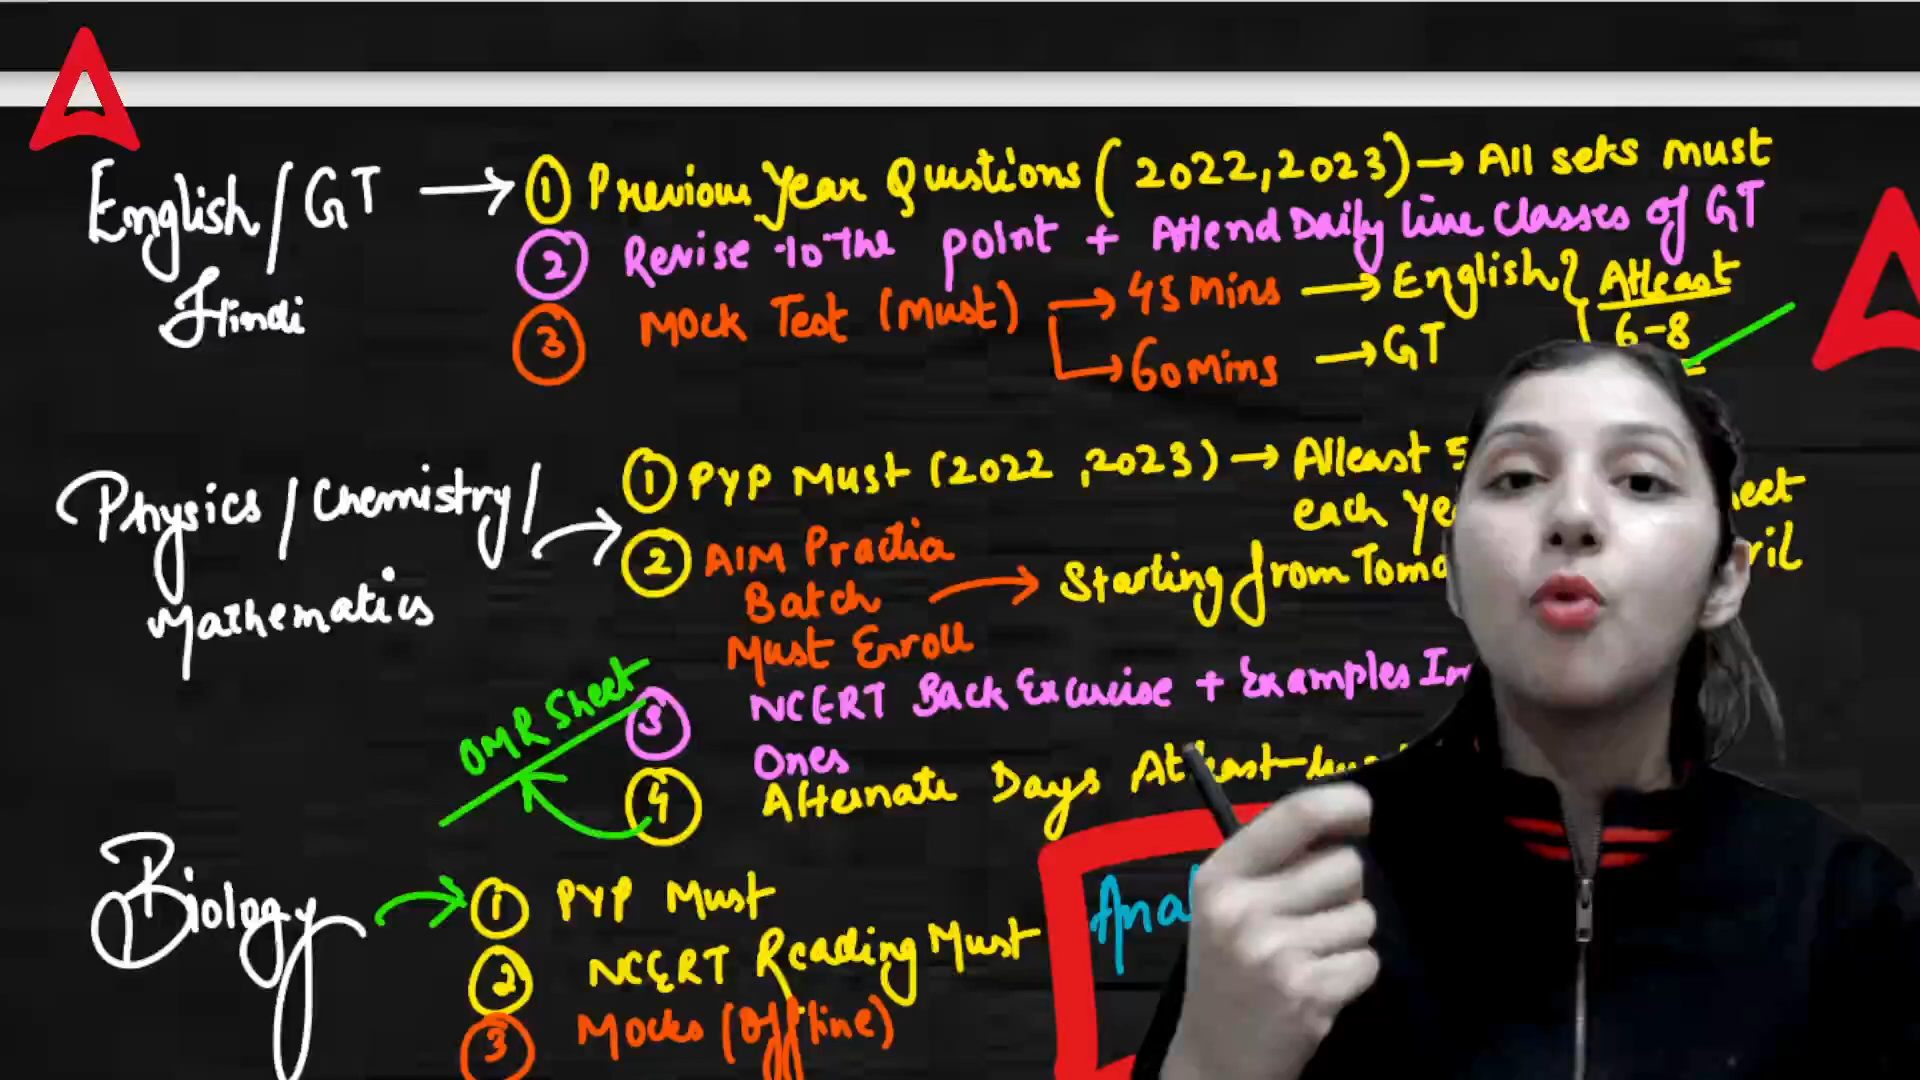 English/GT → ① Previous Year Questions (2022,2023) → All sets must
Hindi
② Revise to the point + Attend Daily live classes of GT
③ Mock Test (Must) → 45 Mins → English } Atleast
→ 60 Mins → GT 6-8
Physics/Chemistry/
Mathematics
① PYP Must (2022,2023) → Atleast 5
each
② AIM
Batch → Starting from
Must Enroll
③ NCERT Back + Examples
Ones
OMR Sheet
④ Alternate Days Atleast
Biology → ① PYP Must
② NCERT Reading Must
③ Mocks (Offline)